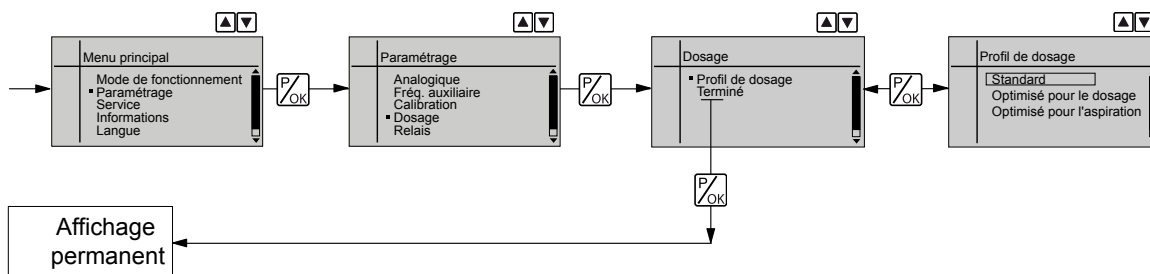 Menu principal
Mode de fonctionnement
Paramétrage
Service
Informations
Langue
P/OK
Paramétrage
Analogique
Fréq. auxiliaire
Calibration
Dosage
Relais
P/OK
Dosage
Profil de dosage
Terminé
P/OK
Profil de dosage
Standard
Optimisé pour le dosage
Optimisé pour l'aspiration
P/OK
Affichage
permanent